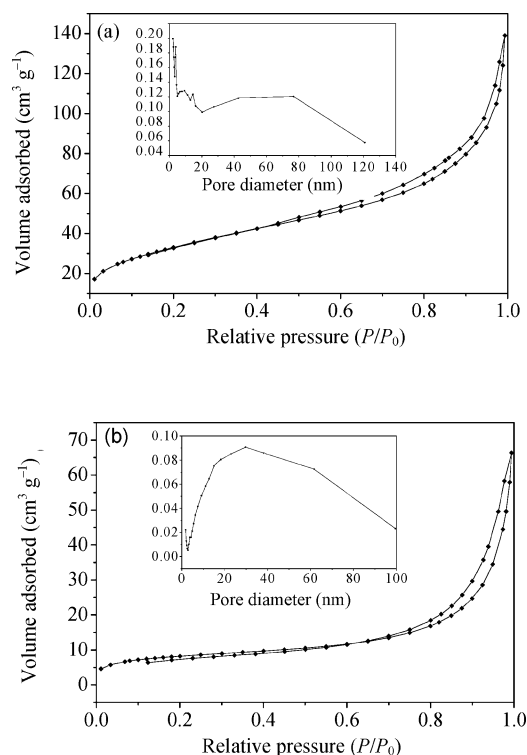 (a)
140
120
100
80
60
40
20
Volume adsorbed (cm³ g⁻¹)
0.20
0.18
0.16
0.14
0.12
0.10
0.08
0.06
0.04
0 20 40 60 80 100 120 140
Pore diameter (nm)
0.0 0.2 0.4 0.6 0.8 1.0
Relative pressure (P/P₀)
(b)
70
60
50
40
30
20
10
0
Volume adsorbed (cm³ g⁻¹)
0.10
0.08
0.06
0.04
0.02
0.00
0 20 40 60 80 100
Pore diameter (nm)
0.0 0.2 0.4 0.6 0.8 1.0
Relative pressure (P/P₀)